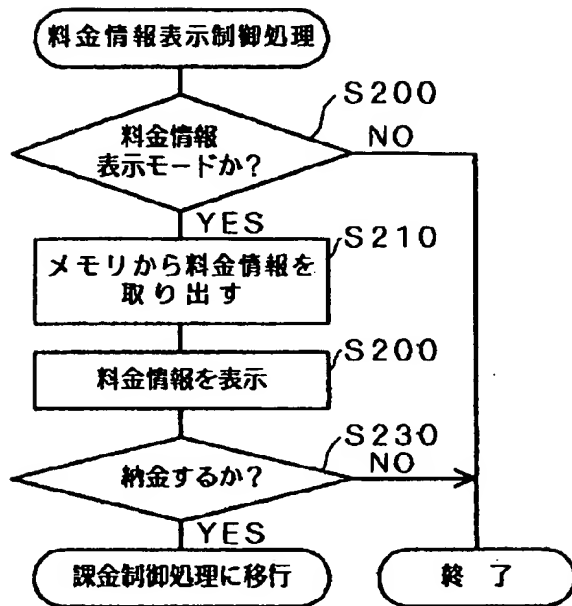 料金情報表示制御処理
S200
料金情報
表示モードか?
NO
YES
S210
メモリから料金情報を
取り出す
S200
料金情報を表示
S230
納金するか?
NO
YES
課金制御処理に移行
終 了